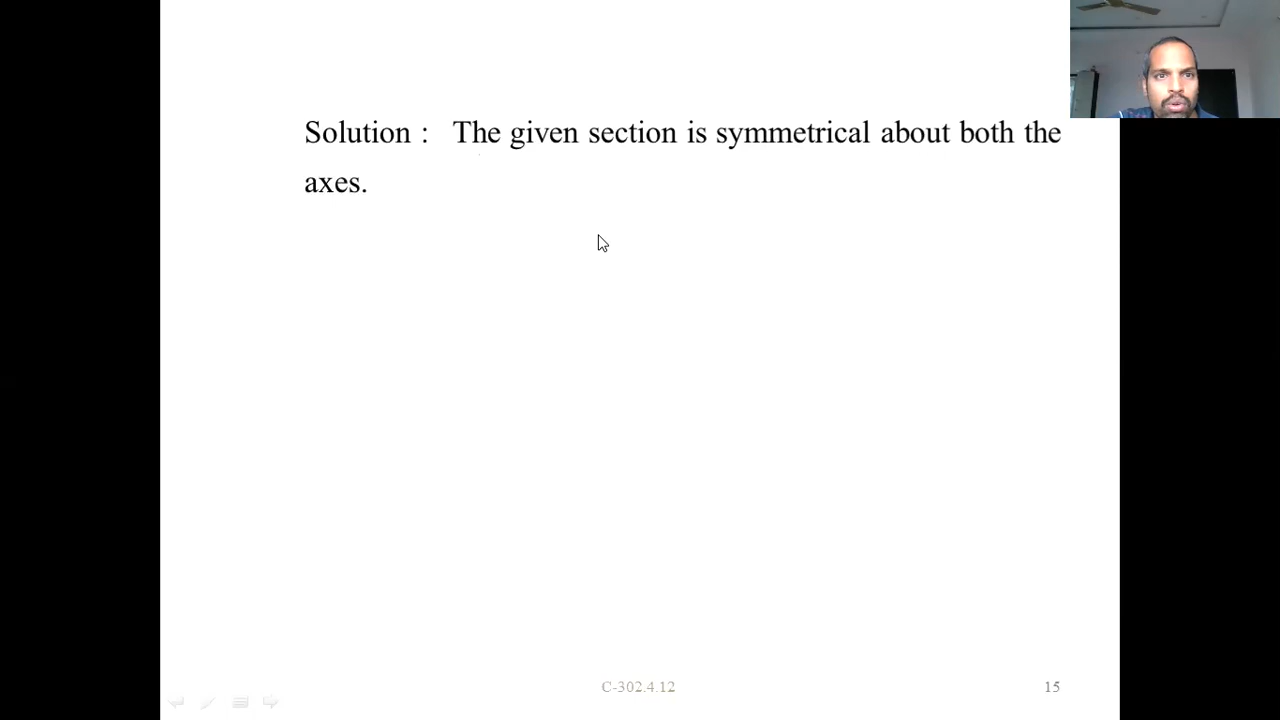 Solution : The given section is symmetrical about both the
axes.
C-302.4.12
15